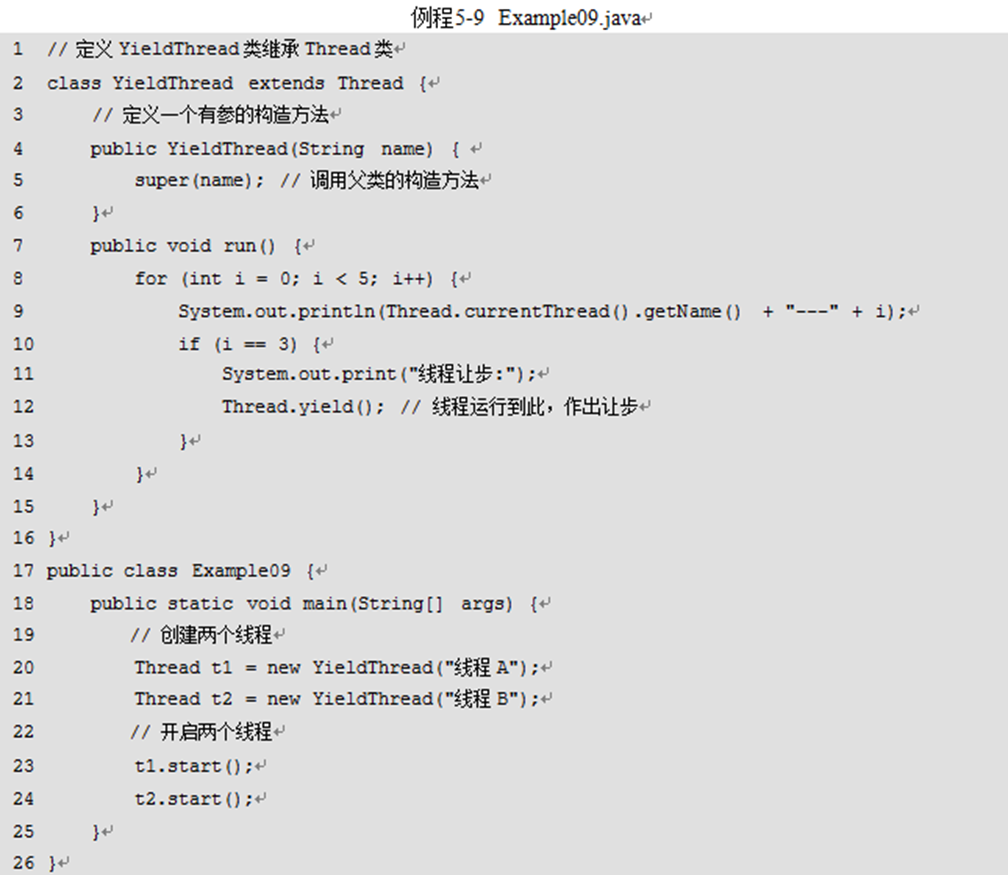 例程5-9 Example09.java↵
1 // 定义 YieldThread 类继承 Thread 类↵
2 class YieldThread extends Thread {↵
3 // 定义一个有参的构造方法↵
4 public YieldThread(String name) { ↵
5 super(name); // 调用父类的构造方法↵
6 }↵
7 public void run() {↵
8 for (int i = 0; i < 5; i++) {↵
9 System.out.println(Thread.currentThread().getName() + "---" + i);↵
10 if (i == 3) {↵
11 System.out.print("线程让步:");↵
12 Thread.yield(); // 线程运行到此，作出让步↵
13 }↵
14 }↵
15 }↵
16 }↵
17 public class Example09 {↵
18 public static void main(String[] args) {↵
19 // 创建两个线程↵
20 Thread t1 = new YieldThread("线程 A");↵
21 Thread t2 = new YieldThread("线程 B");↵
22 // 开启两个线程↵
23 t1.start();↵
24 t2.start();↵
25 }↵
26 }↵